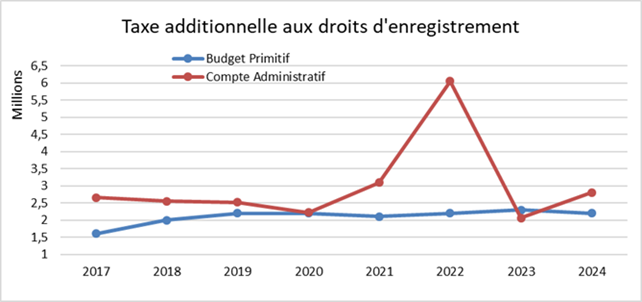 Taxe additionnelle aux droits d'enregistrement
Budget Primitif
Compte Administratif
Millions
6,5
6
5,5
5
4,5
4
3,5
3
2,5
2
1,5
1
2017 2018 2019 2020 2021 2022 2023 2024